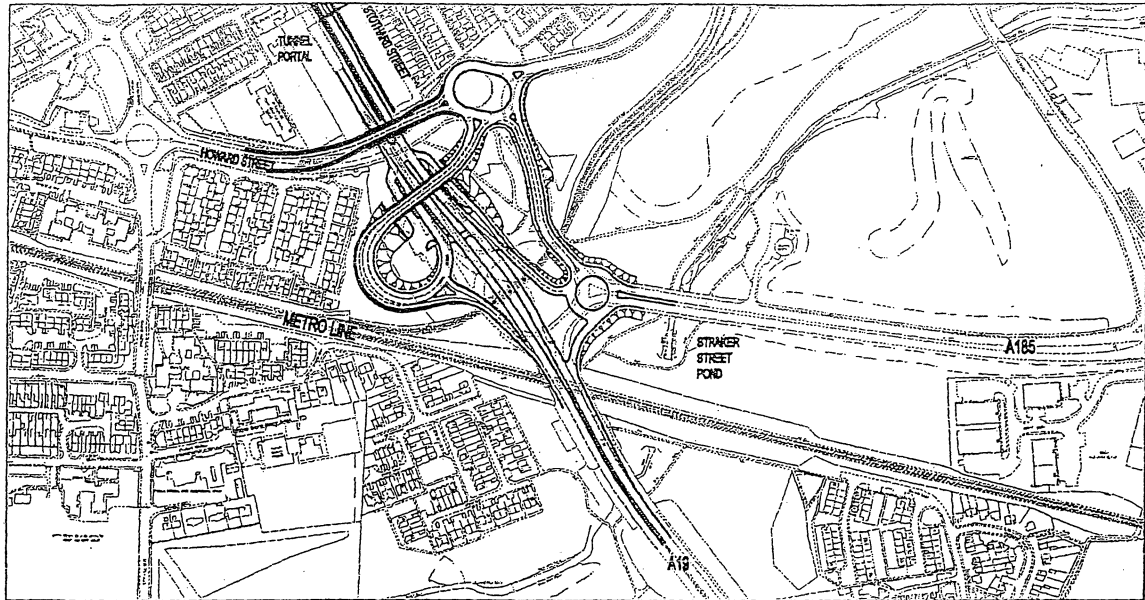 TUNNEL
PORTAL
STOTHARD STREET
HOWARD STREET
METRO LINE
STRAKER
STREET
POND
A185
A19